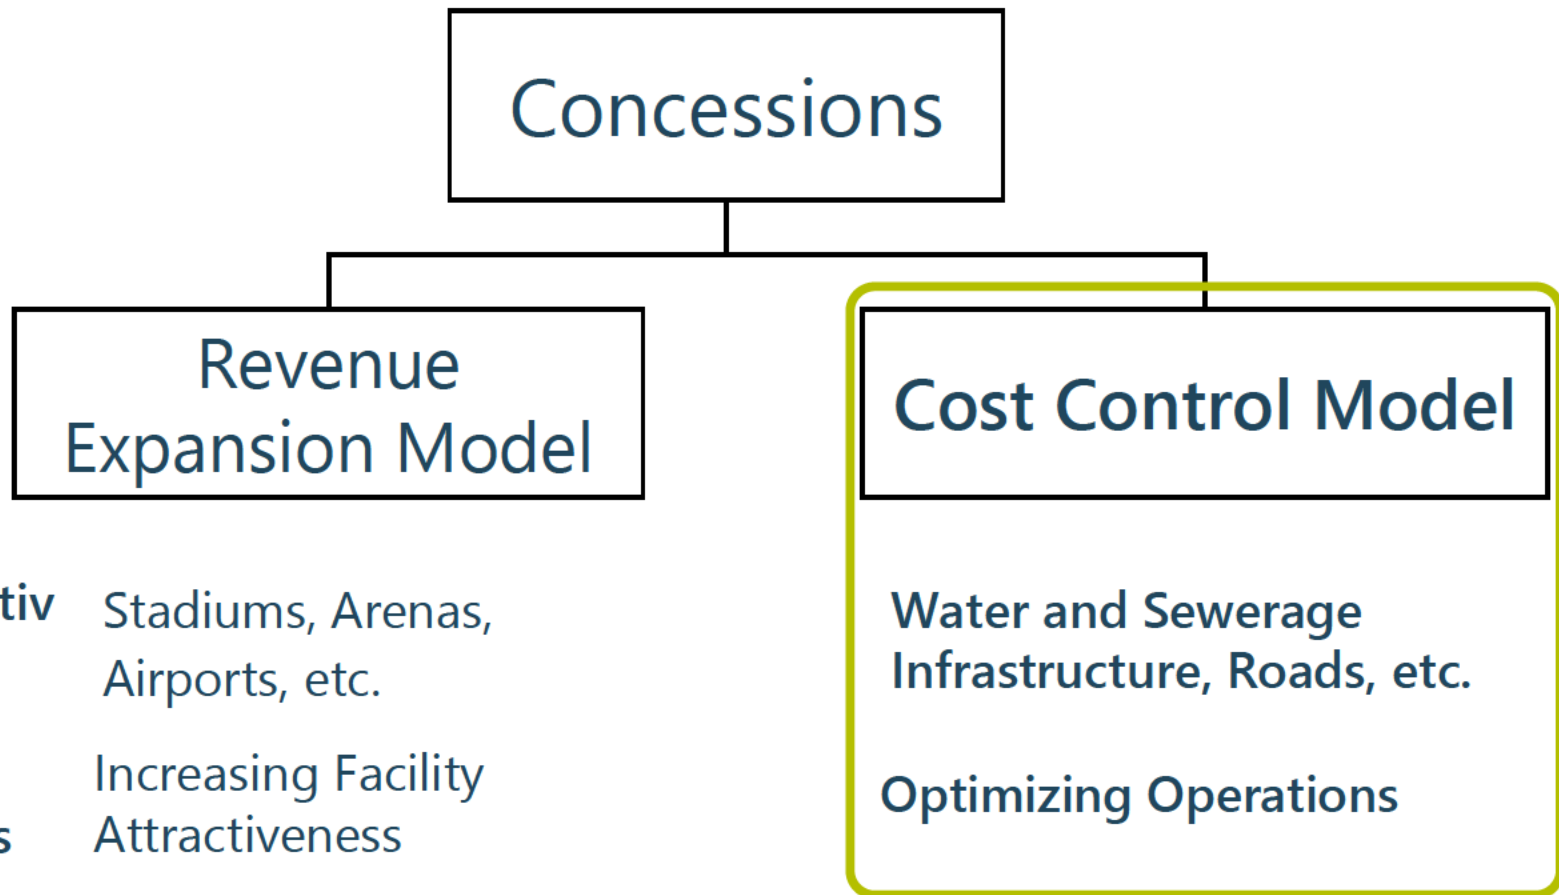 Concessions
Revenue
Expansion Model
Cost Control Model
tiv
Stadiums, Arenas,
Airports, etc.
Water and Sewerage
Infrastructure, Roads, etc.
Increasing Facility
s Attractiveness
Optimizing Operations